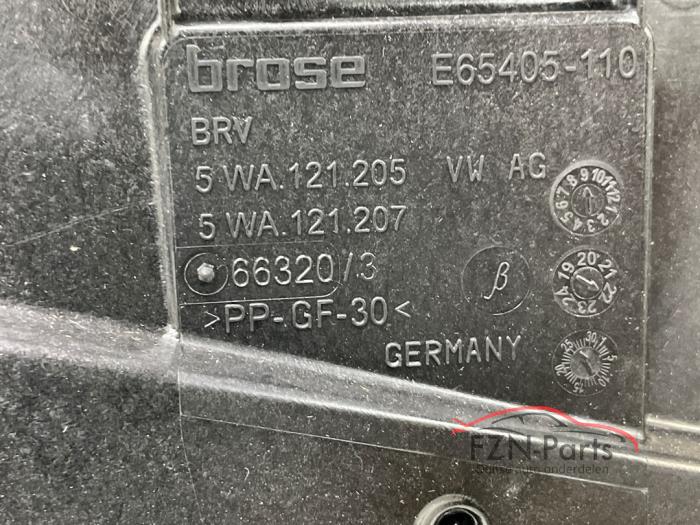 brose E65405-110
BRV
5 WA.121.205 VW AG
5 WA.121.207
66320/3 β
>PP-GF-30<
GERMANY
FZN-Parts